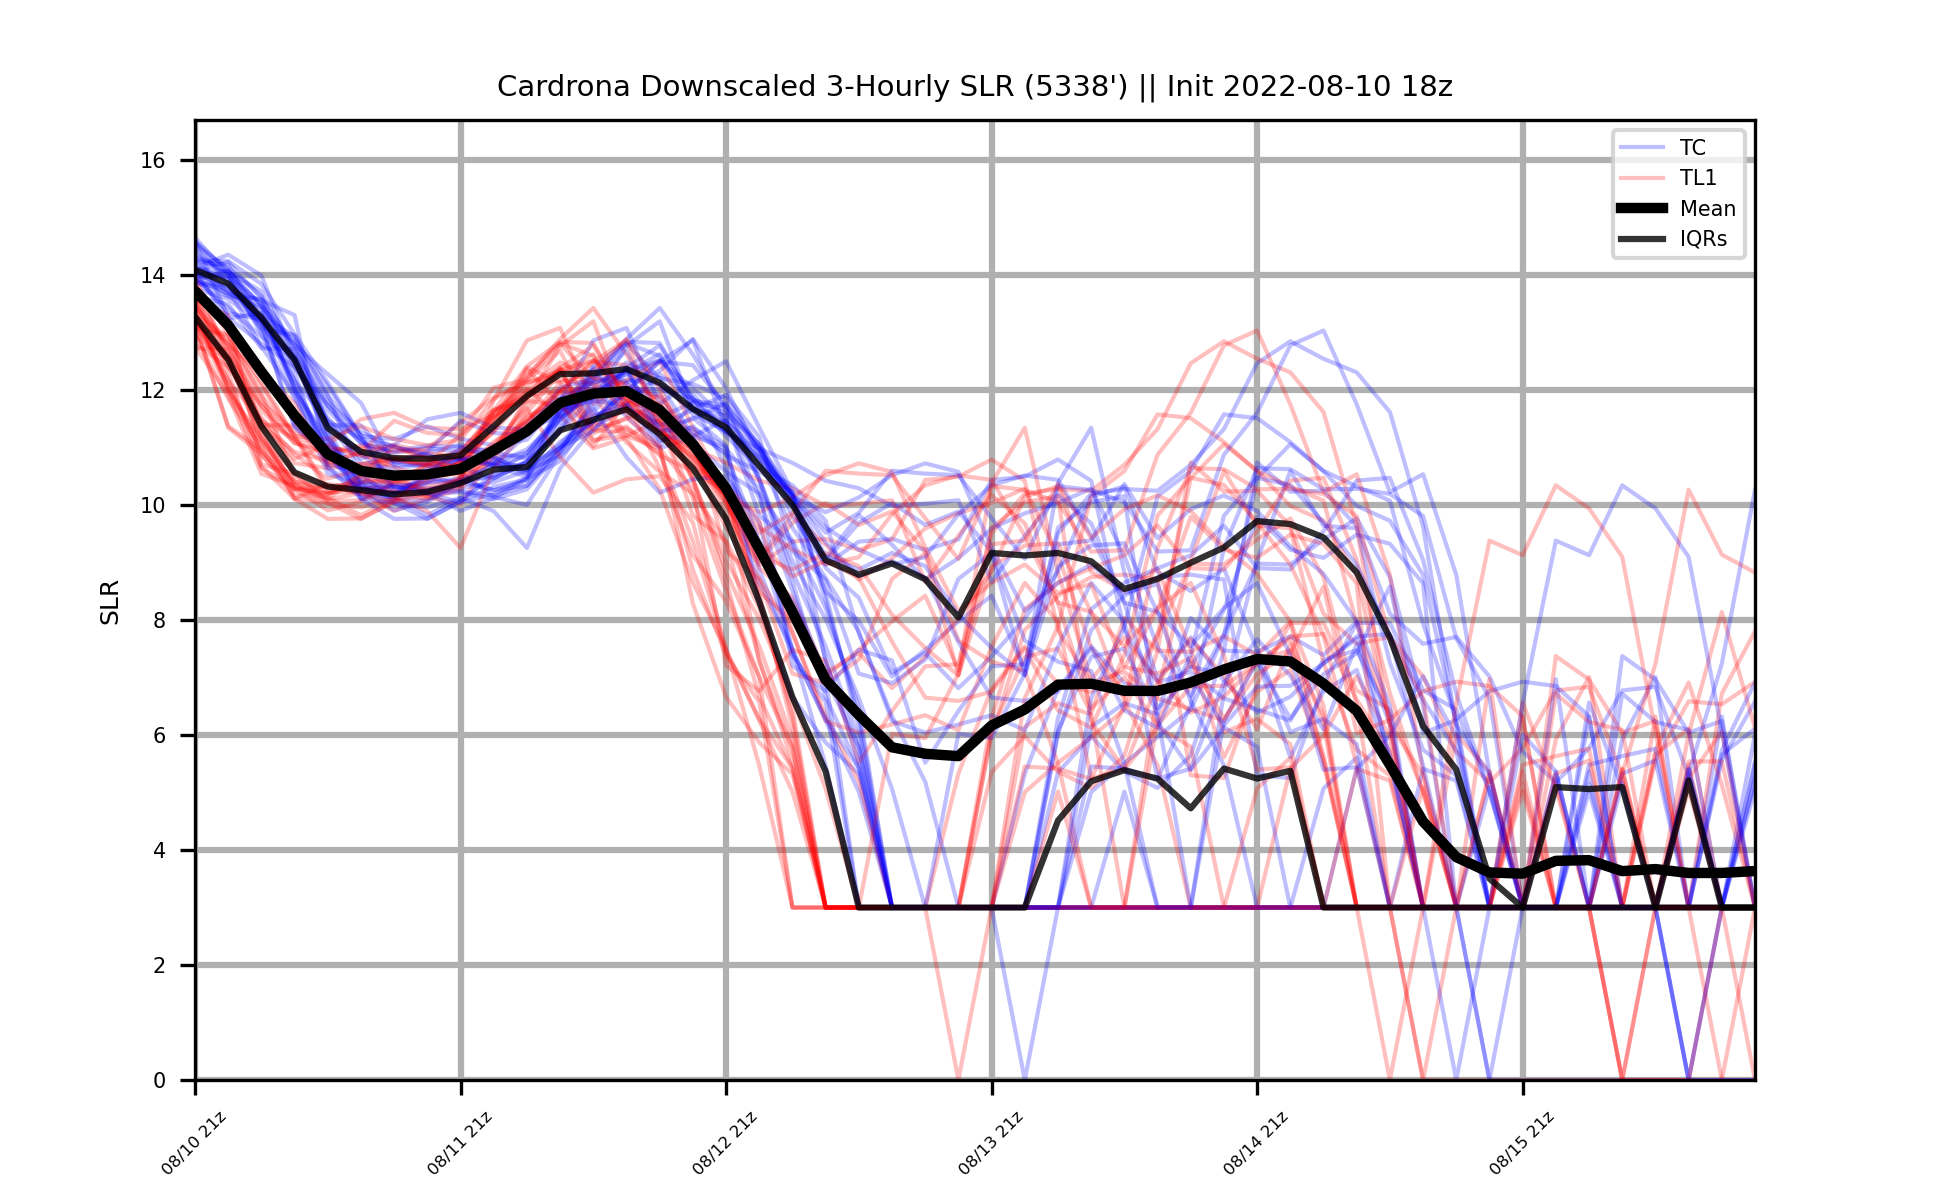 Cardrona Downscaled 3-Hourly SLR (5338') || Init 2022-08-10 18z
TC
TL1
Mean
IQRs
SLR
16
14
12
10
8
6
4
2
0
08/10 21z
08/11 21z
08/12 21z
08/13 21z
08/14 21z
08/15 21z